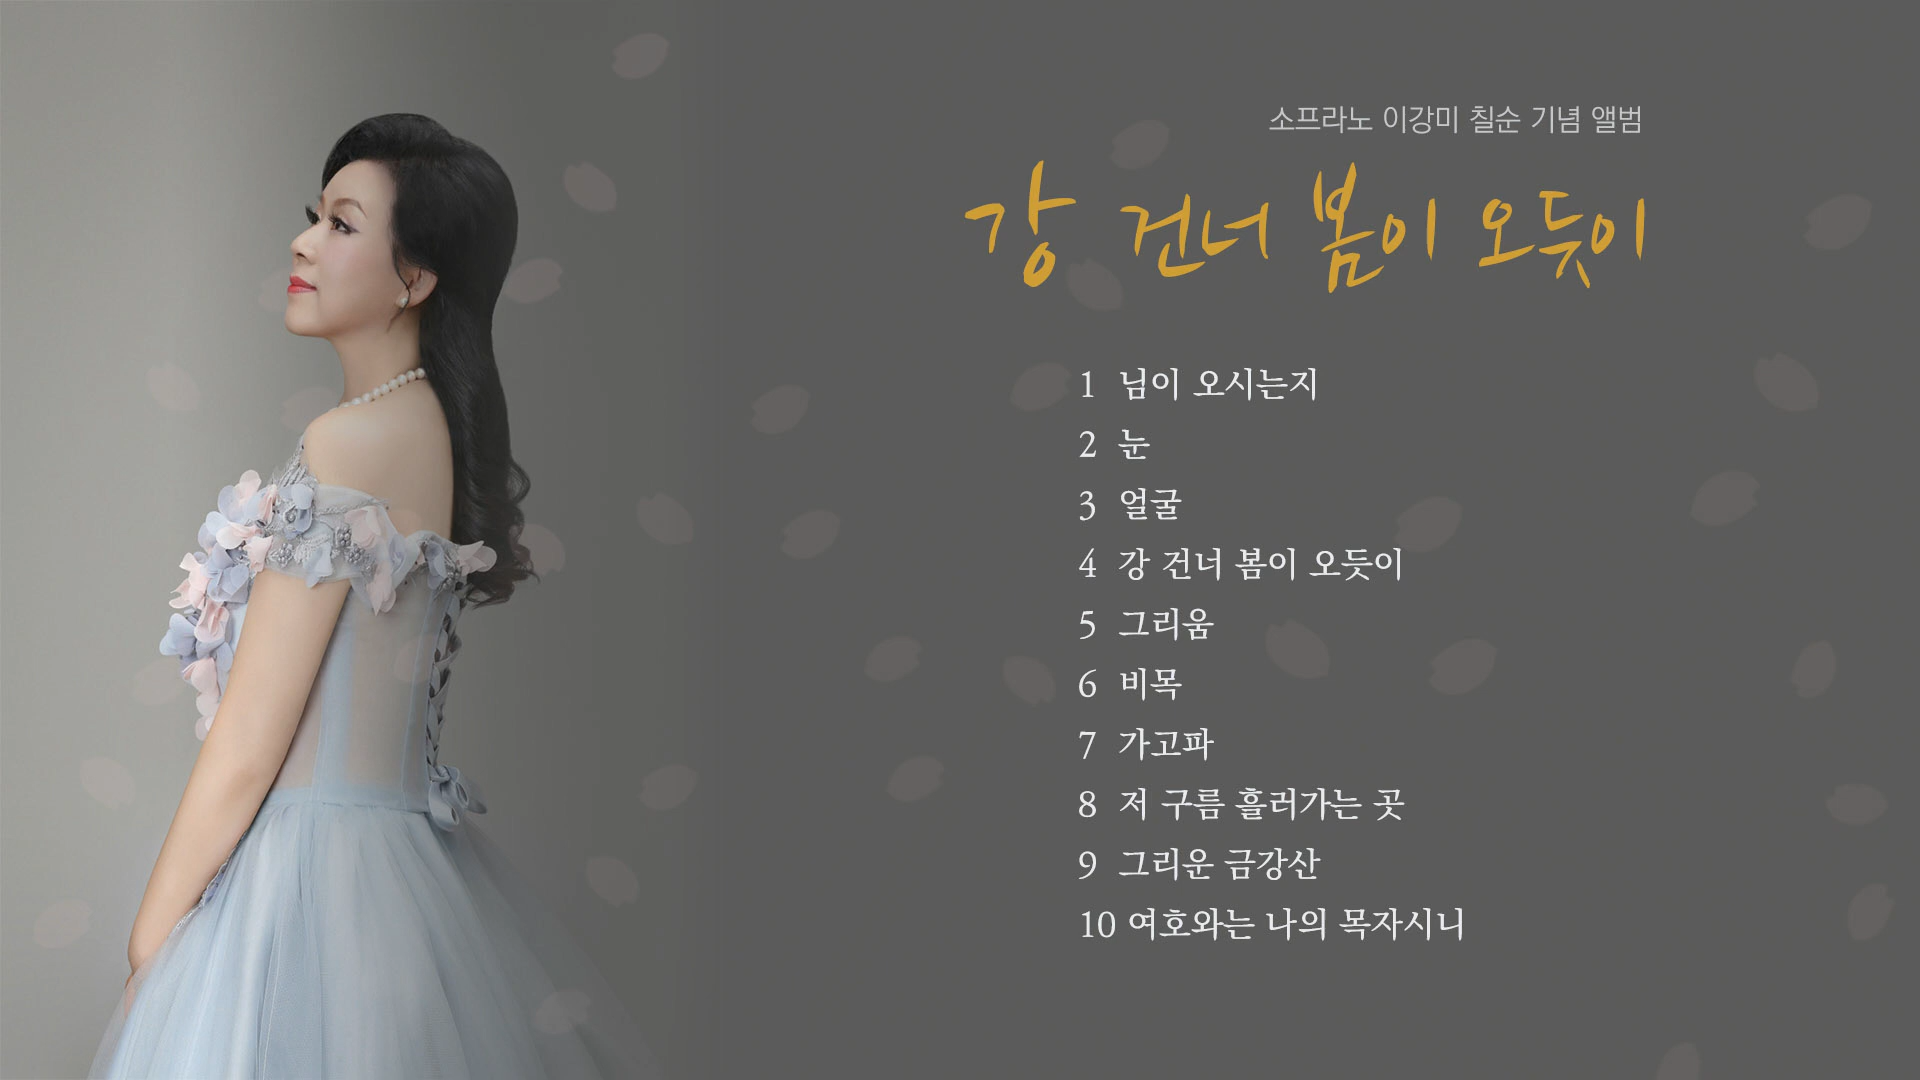 소프라노 이강미 칠순 기념 앨범
강 건너 봄이 오듯이
1 님이 오시는지
2 눈
3 얼굴
4 강 건너 봄이 오듯이
5 그리움
6 비목
7 가고파
8 저 구름 흘러가는 곳
9 그리운 금강산
10 여호와는 나의 목자시니